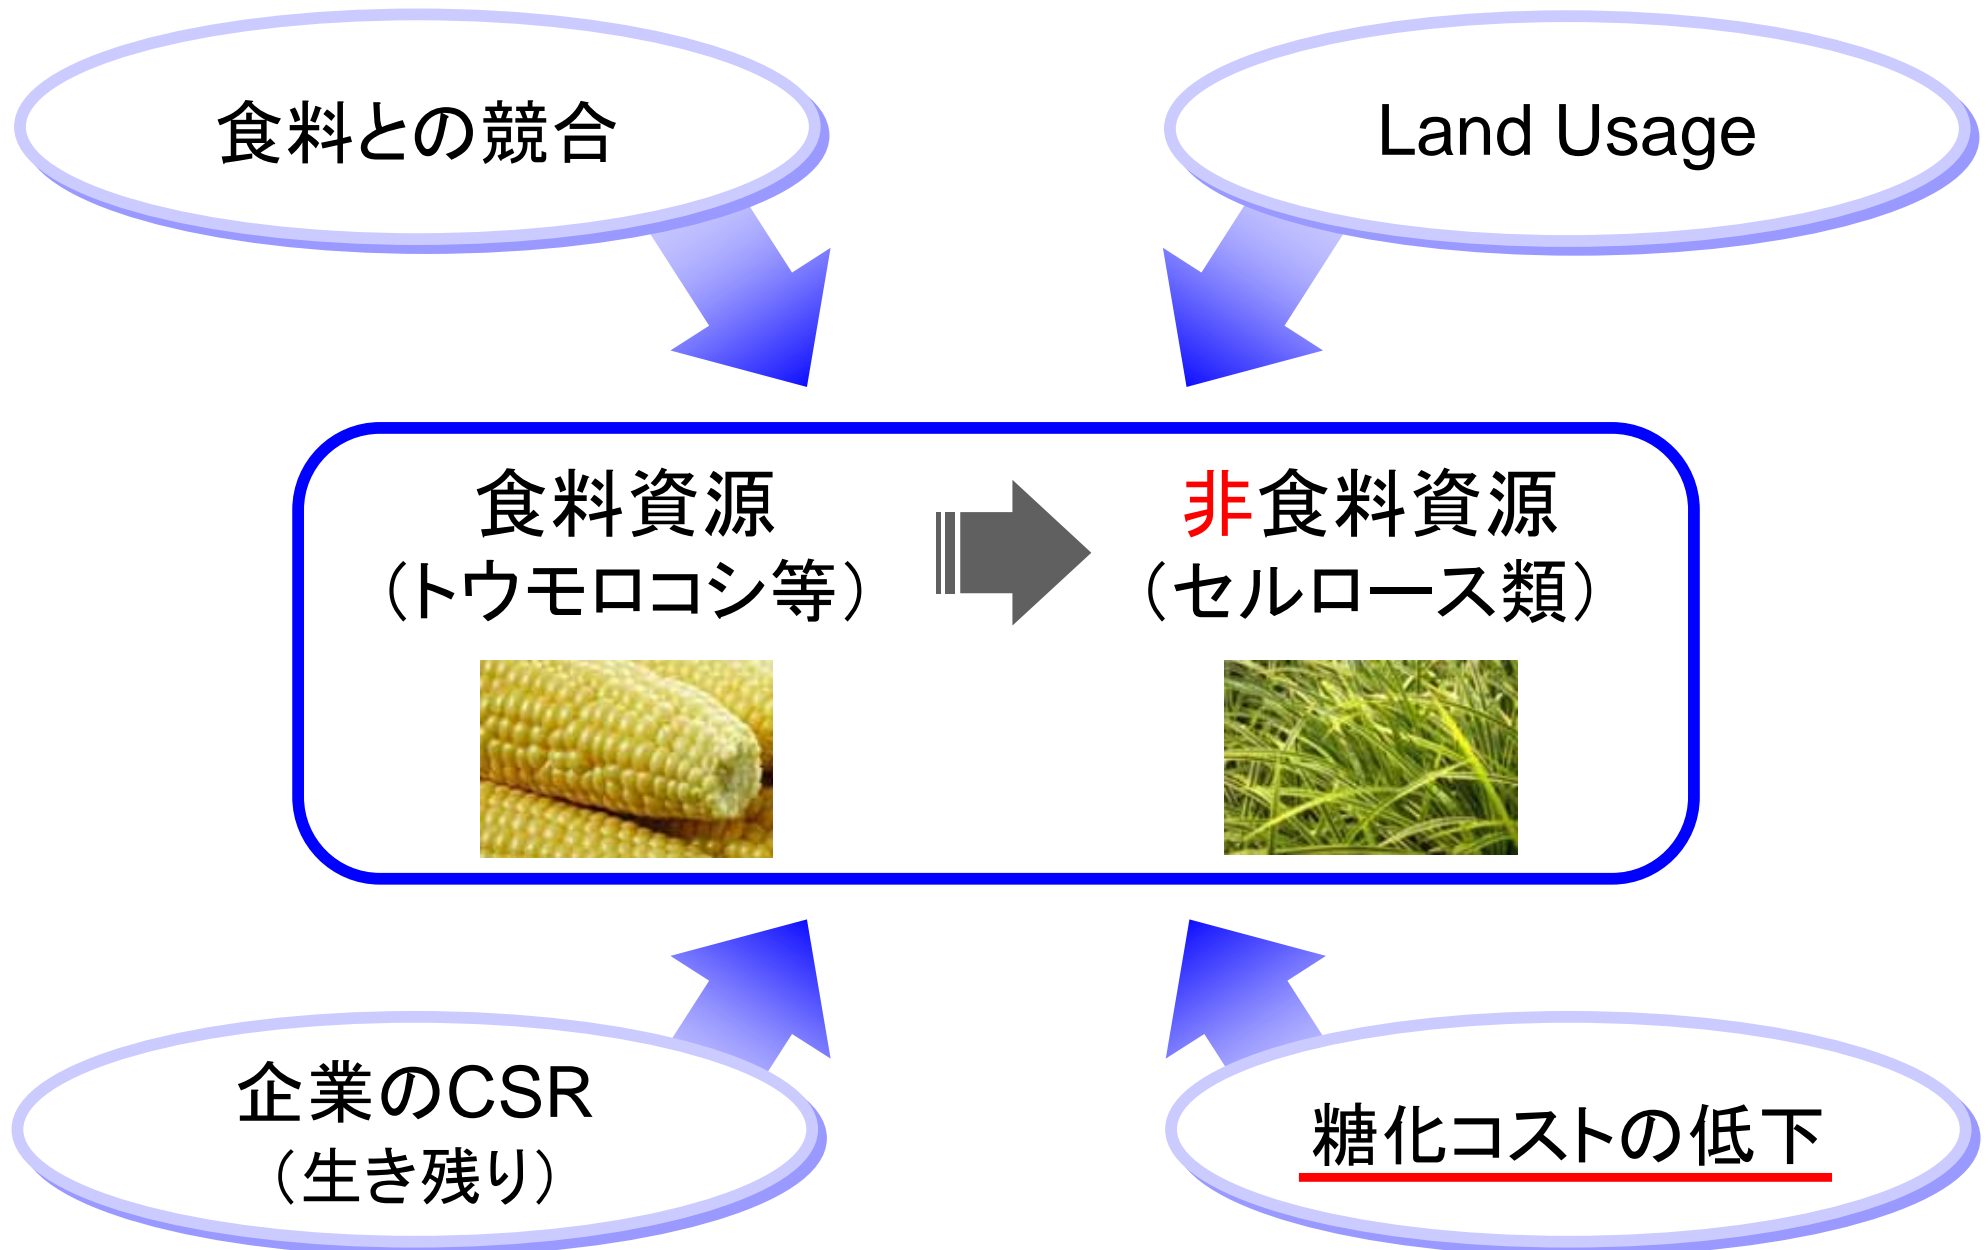 食料との競合
Land Usage
食料資源
（トウモロコシ等）
非食料資源
（セルロース類）
企業のCSR
（生き残り）
糖化コストの低下